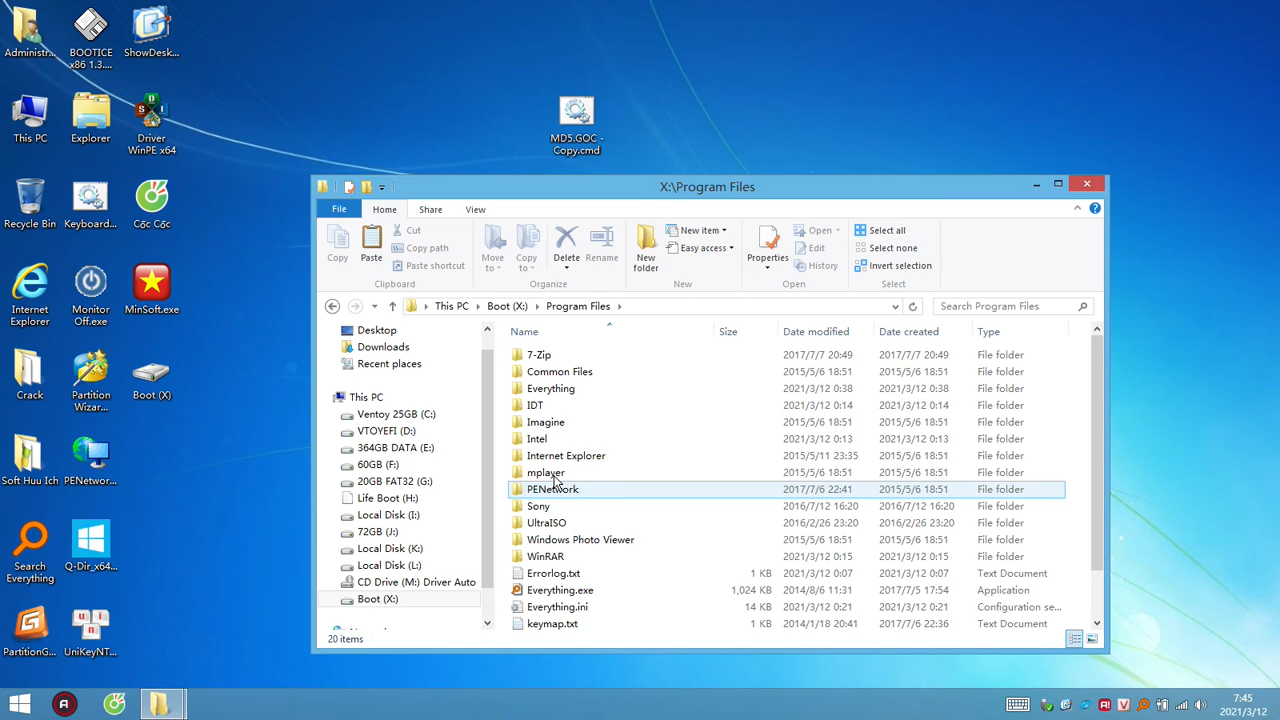 Administ...
BOOTICE
x86 1.3....
ShowDesk...
MD5.GOC -
Copy.cmd
This PC
Explorer
Driver
WinPE x64
Recycle Bin
Keyboard...
Cốc Cốc
Internet
Explorer
Monitor
Off.exe
MinSoft.exe
Crack
Partition
Wizar...
Boot (X)
Soft Huu Ich
PENetwor...
Search
Everything
Q-Dir_x64...
PartitionG...
UniKeyNT...
X:\Program Files
File
Home
Share
View
Copy
Paste
Cut
Copy path
Paste shortcut
Clipboard
Move
to
Copy
to
Delete
Rename
Organize
New
folder
New item
Easy access
New
Properties
Open
Edit
History
Open
Select all
Select none
Invert selection
Select
This PC
Boot (X:)
Program Files
Search Program Files
Desktop
Downloads
Recent places
This PC
Ventoy 25GB (C:)
VTOYEFI (D:)
364GB DATA (E:)
60GB (F:)
20GB FAT32 (G:)
Life Boot (H:)
Local Disk (I:)
72GB (J:)
Local Disk (K:)
Local Disk (L:)
CD Drive (M:) Driver Auto
Boot (X:)
Name Size Date modified Date created Type
7-Zip 2017/7/7 20:49 2017/7/7 20:49 File folder
Common Files 2015/5/6 18:51 2015/5/6 18:51 File folder
Everything 2021/3/12 0:38 2021/3/12 0:38 File folder
IDT 2021/3/12 0:14 2021/3/12 0:14 File folder
Imagine 2015/5/6 18:51 2015/5/6 18:51 File folder
Intel 2021/3/12 0:13 2021/3/12 0:13 File folder
Internet Explorer 2015/5/11 23:35 2015/5/6 18:51 File folder
mplayer 2015/5/6 18:51 2015/5/6 18:51 File folder
PENetwork 2017/7/6 22:41 2015/5/6 18:51 File folder
Sony 2016/7/12 16:20 2016/7/12 16:20 File folder
UltraISO 2016/2/26 23:20 2016/2/26 23:20 File folder
Windows Photo Viewer 2015/5/6 18:51 2015/5/6 18:51 File folder
WinRAR 2021/3/12 0:15 2021/3/12 0:15 File folder
Errorlog.txt 1 KB 2021/3/12 0:07 2021/3/12 0:07 Text Document
Everything.exe 1,024 KB 2014/8/6 11:31 2017/7/5 17:54 Application
Everything.ini 14 KB 2021/3/12 0:21 2021/3/12 0:21 Configuration se...
keymap.txt 1 KB 2014/1/18 20:41 2017/7/6 22:36 Text Document
20 items
7:45
2021/3/12